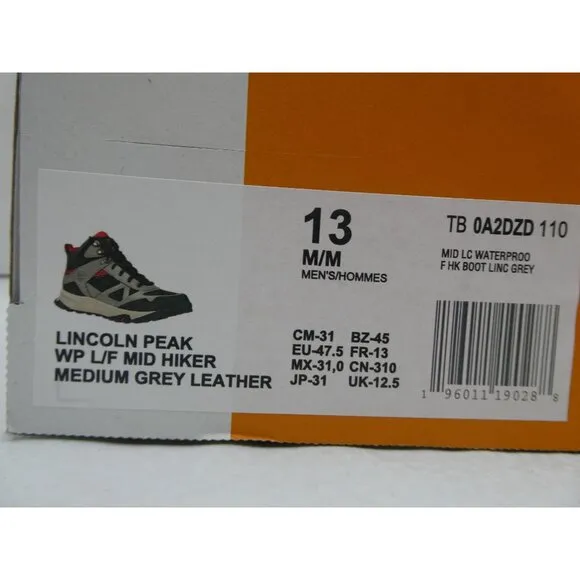 13
M/M
MEN'S/HOMMES
TB 0A2DZD 110
MID LC WATERPROO
F HK BOOT LINC GREY
LINCOLN PEAK
WP L/F MID HIKER
MEDIUM GREY LEATHER
CM-31 BZ-45
EU-47.5 FR-13
MX-31,0 CN-310
JP-31 UK-12.5
1 96011 19028 8